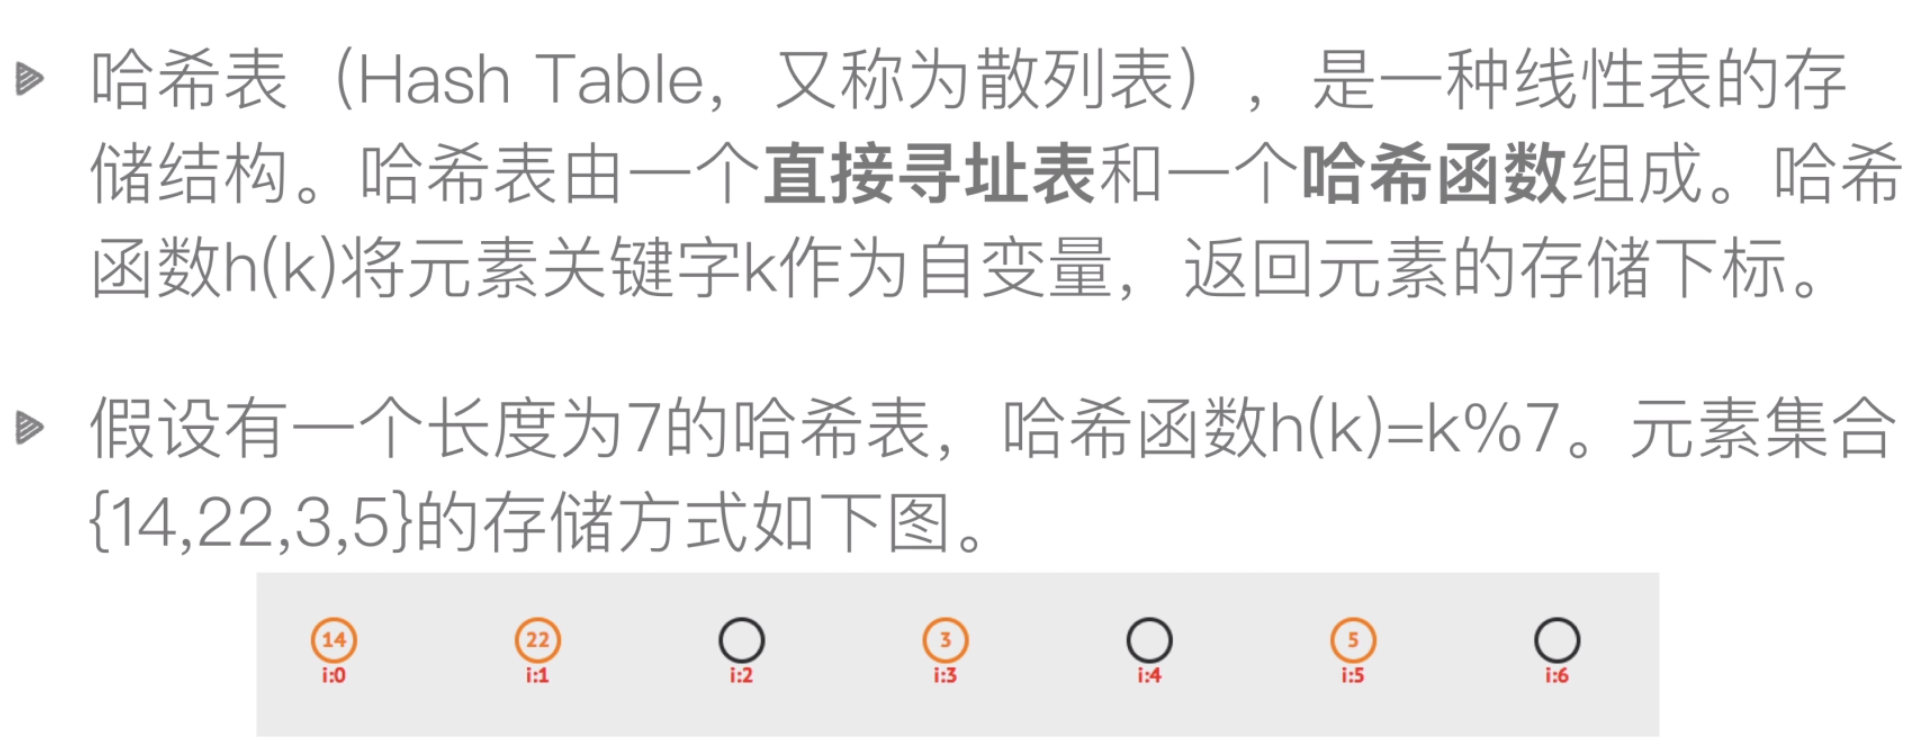 哈希表（Hash Table，又称为散列表），是一种线性表的存
储结构。哈希表由一个直接寻址表和一个哈希函数组成。哈希
函数h(k)将元素关键字k作为自变量，返回元素的存储下标。
假设有一个长度为7的哈希表，哈希函数h(k)=k%7。元素集合
{14,22,3,5}的存储方式如下图。
14 22 3 5
i:0 i:1 i:2 i:3 i:4 i:5 i:6